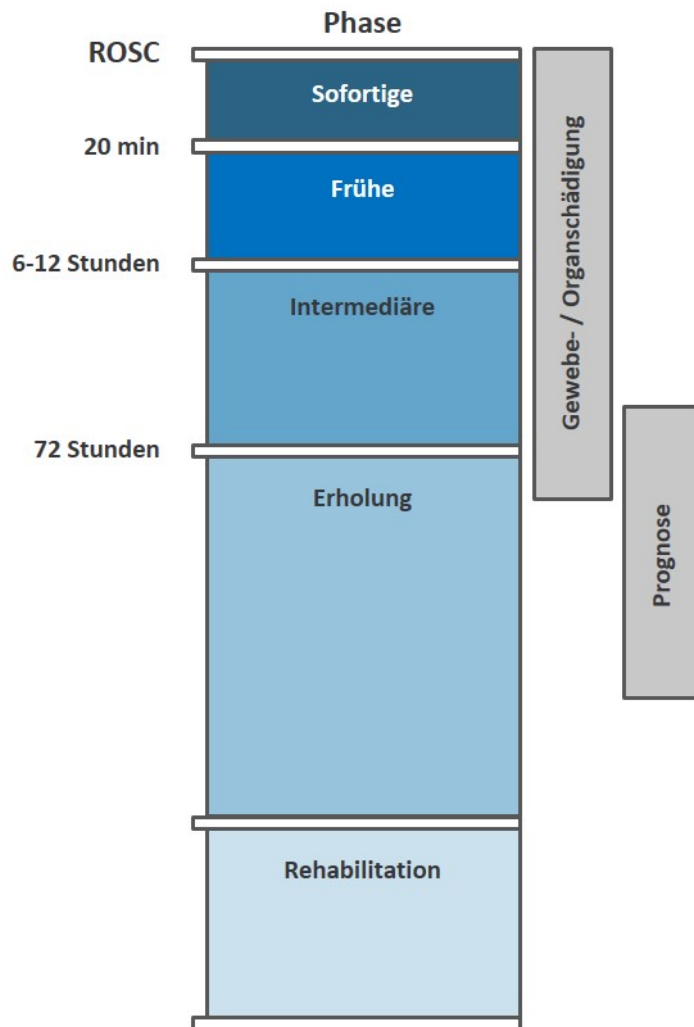 Phase
ROSC
Sofortige
20 min
Frühe
6-12 Stunden
Intermediäre
72 Stunden
Erholung
Rehabilitation
Gewebe- / Organschädigung
Prognose